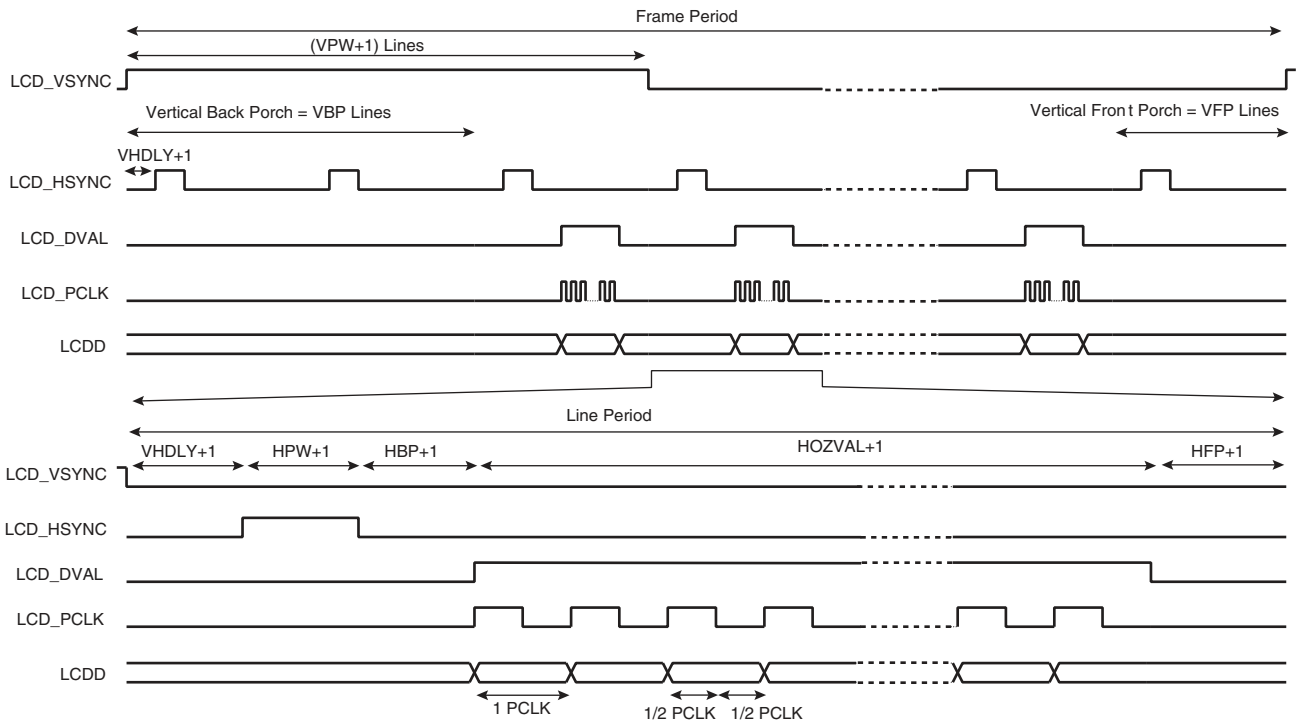 Frame Period
(VPW+1) Lines
LCD_VSYNC
Vertical Back Porch = VBP Lines
Vertical Front Porch = VFP Lines
VHDLY+1
LCD_HSYNC
LCD_DVAL
LCD_PCLK
LCDD
Line Period
VHDLY+1
HPW+1
HBP+1
HOZVAL+1
HFP+1
LCD_VSYNC
LCD_HSYNC
LCD_DVAL
LCD_PCLK
LCDD
1 PCLK
1/2 PCLK
1/2 PCLK